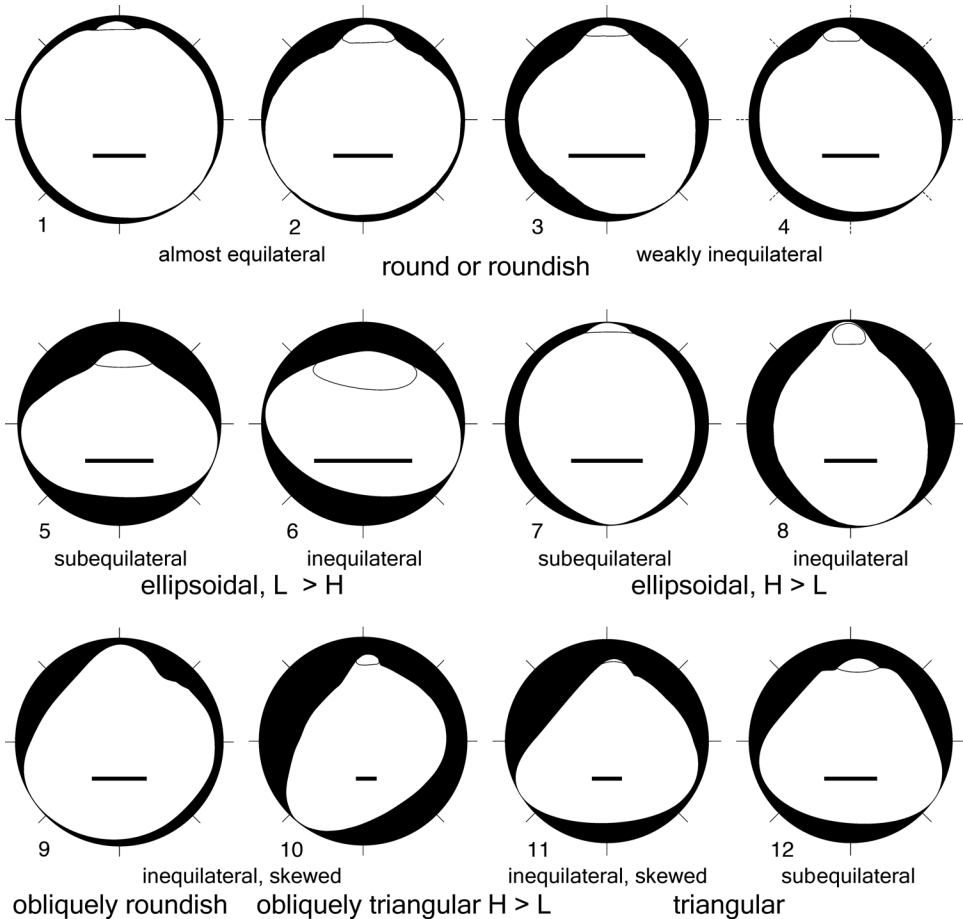 1 2 3 4
almost equilateral weakly inequilateral
round or roundish
5 6 7 8
subequilateral inequilateral subequilateral inequilateral
ellipsoidal, L > H ellipsoidal, H > L
9 10 11 12
inequilateral, skewed inequilateral, skewed subequilateral
obliquely roundish obliquely triangular H > L triangular